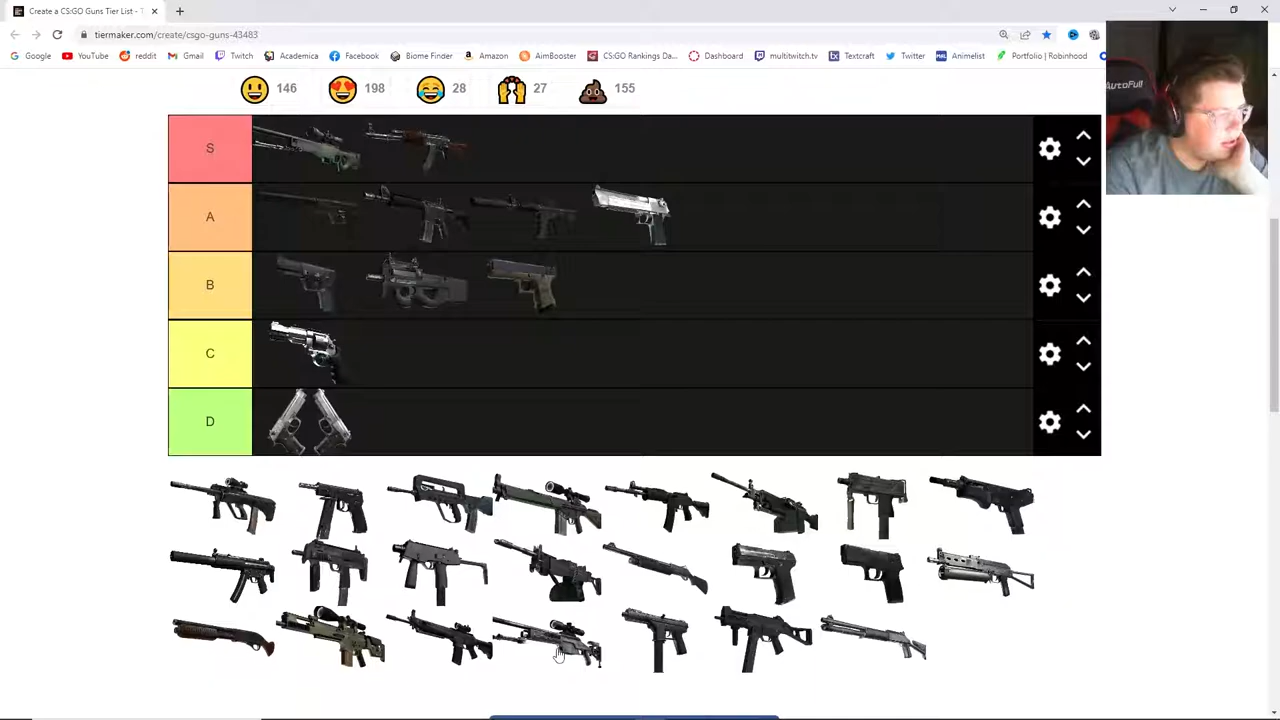 Create a CS:GO Guns Tier List - T
tiermaker.com/create/csgo-guns-43483
Google YouTube reddit Gmail Twitch Academica Facebook Biome Finder Amazon AimBooster CS:GO Rankings Da... Dashboard multitwitch.tv Textcraft Twitter Animelist Portfolio | Robinhood
146 198 28 27 155
AUTOFULL
S
A
B
C
D